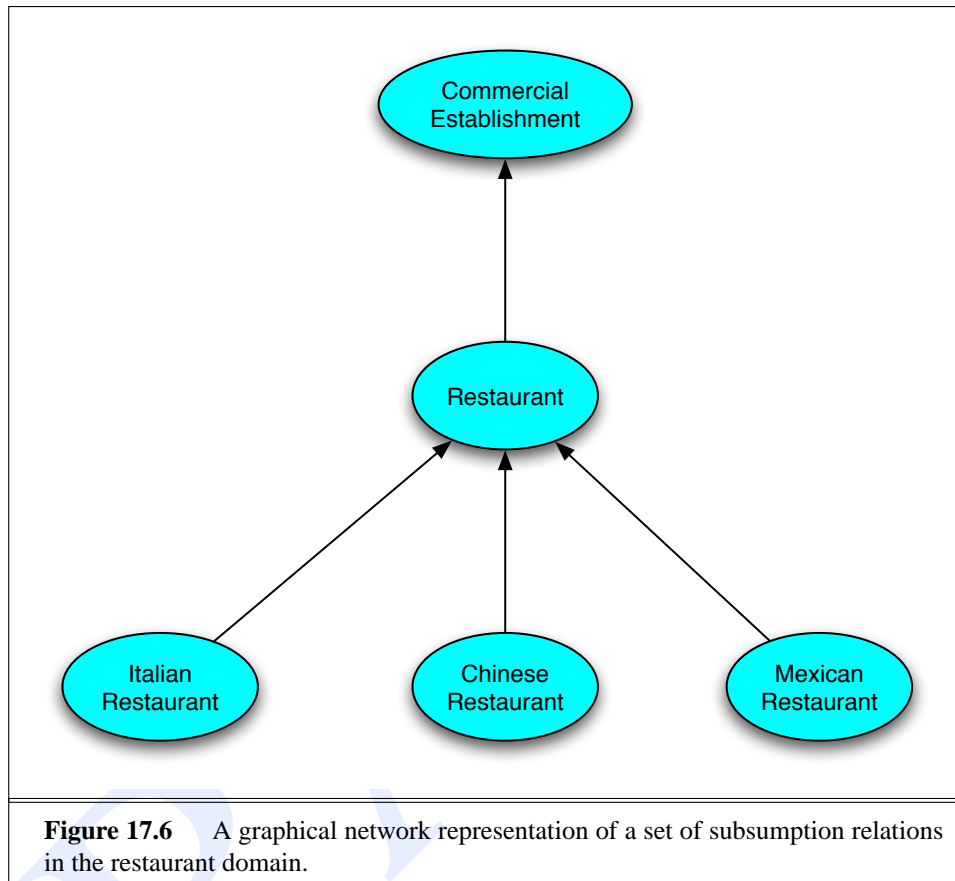 Commercial
Establishment
Restaurant
Italian
Restaurant
Chinese
Restaurant
Mexican
Restaurant
Figure 17.6 A graphical network representation of a set of subsumption relations
in the restaurant domain.